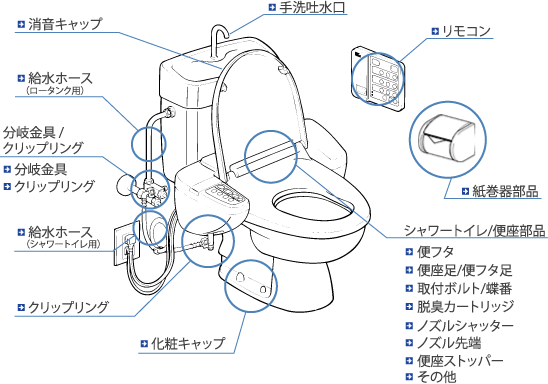 手洗吐水口
消音キャップ
リモコン
給水ホース
（ロータンク用）
分岐金具 /
クリップリング
分岐金具
クリップリング
紙巻器部品
給水ホース
（シャワートイレ用）
シャワートイレ/便座部品
便フタ
便座足/便フタ足
取付ボルト/蝶番
脱臭カートリッジ
ノズルシャッター
ノズル先端
便座ストッパー
その他
クリップリング
化粧キャップ